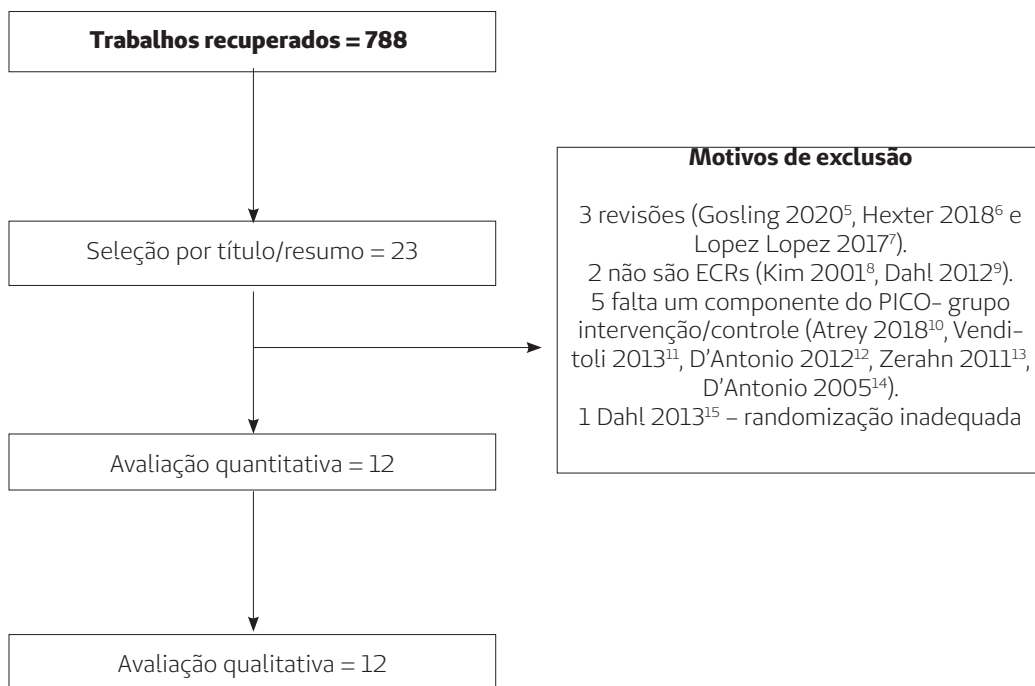 Trabalhos recuperados = 788
Seleção por título/resumo = 23
Motivos de exclusão
3 revisões (Gosling 2020⁵, Hexter 2018⁶ e
Lopez Lopez 2017⁷).
2 não são ECRs (Kim 2001⁸, Dahl 2012⁹).
5 falta um componente do PICO– grupo
intervenção/controle (Atrey 2018¹⁰, Vendi-
toli 2013¹¹, D’Antonio 2012¹², Zerahn 2011¹³,
D’Antonio 2005¹⁴).
1 Dahl 2013¹⁵ – randomização inadequada
Avaliação quantitativa = 12
Avaliação qualitativa = 12